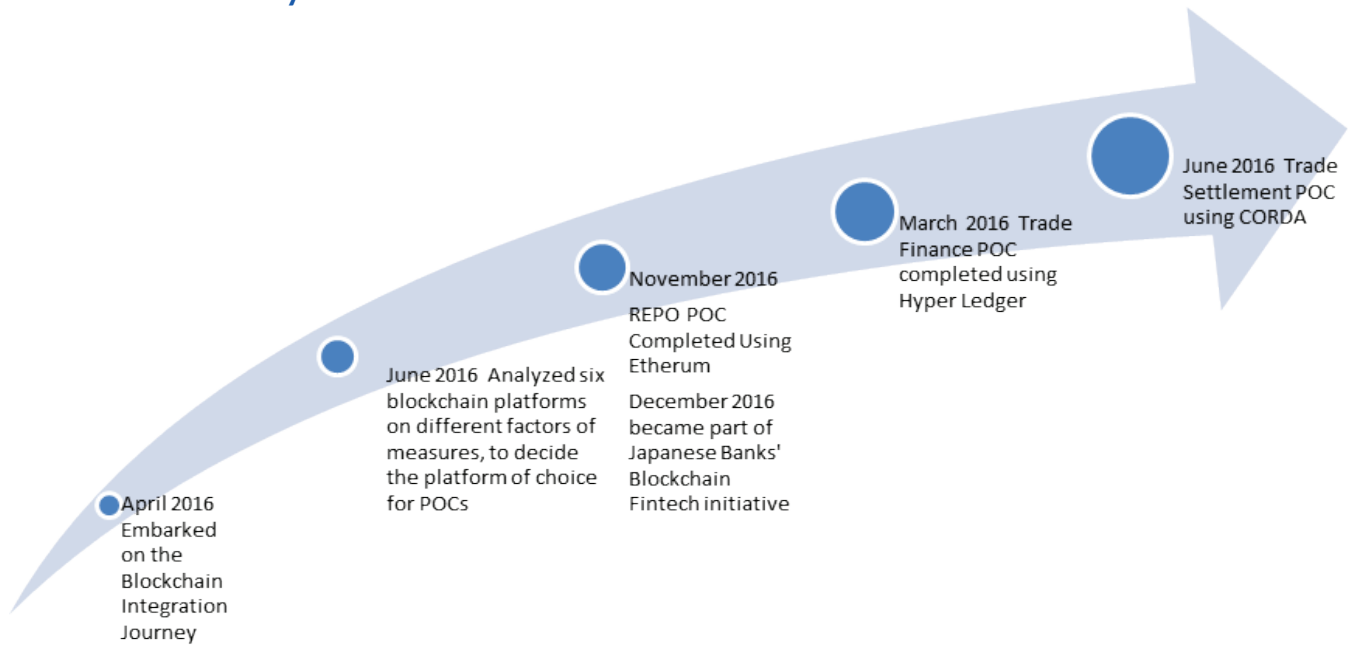 April 2016
Embarked
on the
Blockchain
Integration
Journey
June 2016 Analyzed six
blockchain platforms
on different factors of
measures, to decide
the platform of choice
for POCs
November 2016
REPO POC
Completed Using
Etherum
December 2016
became part of
Japanese Banks'
Blockchain
Fintech initiative
March 2016 Trade
Finance POC
completed using
Hyper Ledger
June 2016 Trade
Settlement POC
using CORDA